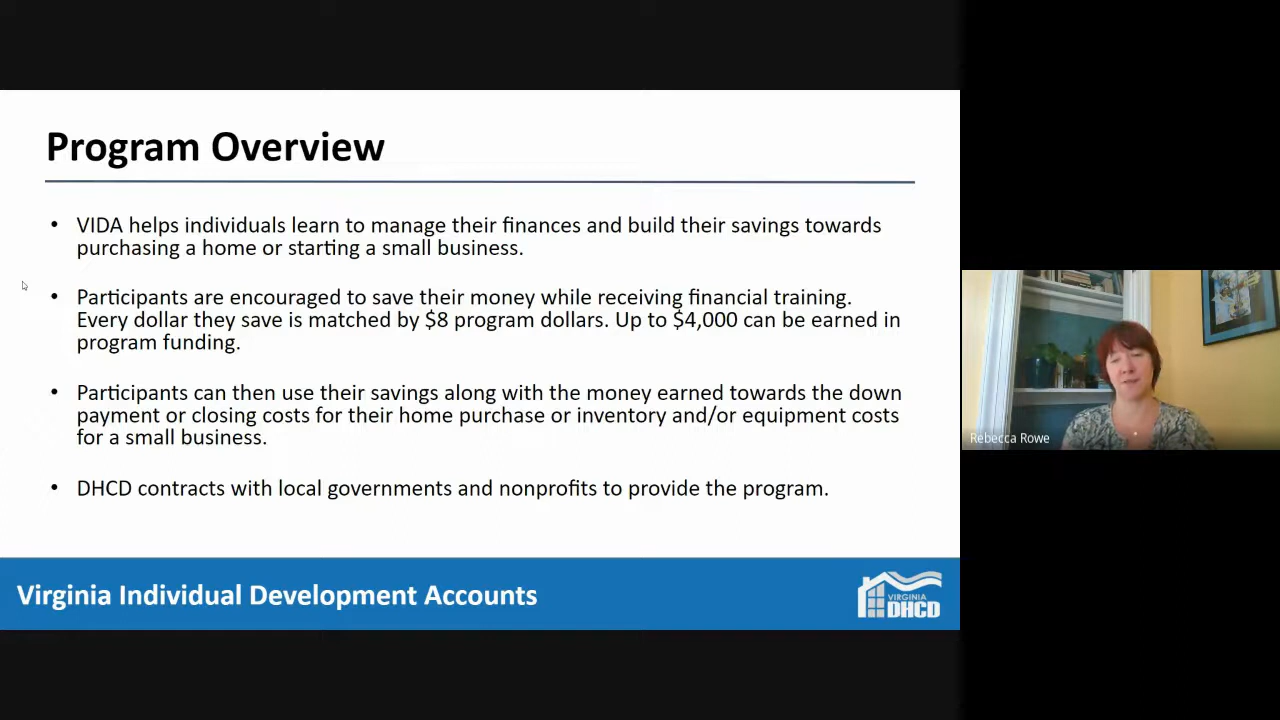 Program Overview
• VIDA helps individuals learn to manage their finances and build their savings towards
purchasing a home or starting a small business.
• Participants are encouraged to save their money while receiving financial training.
Every dollar they save is matched by $8 program dollars. Up to $4,000 can be earned in
program funding.
• Participants can then use their savings along with the money earned towards the down
payment or closing costs for their home purchase or inventory and/or equipment costs
for a small business.
• DHCD contracts with local governments and nonprofits to provide the program.
Virginia Individual Development Accounts
VIRGINIA
DHCD
Rebecca Rowe